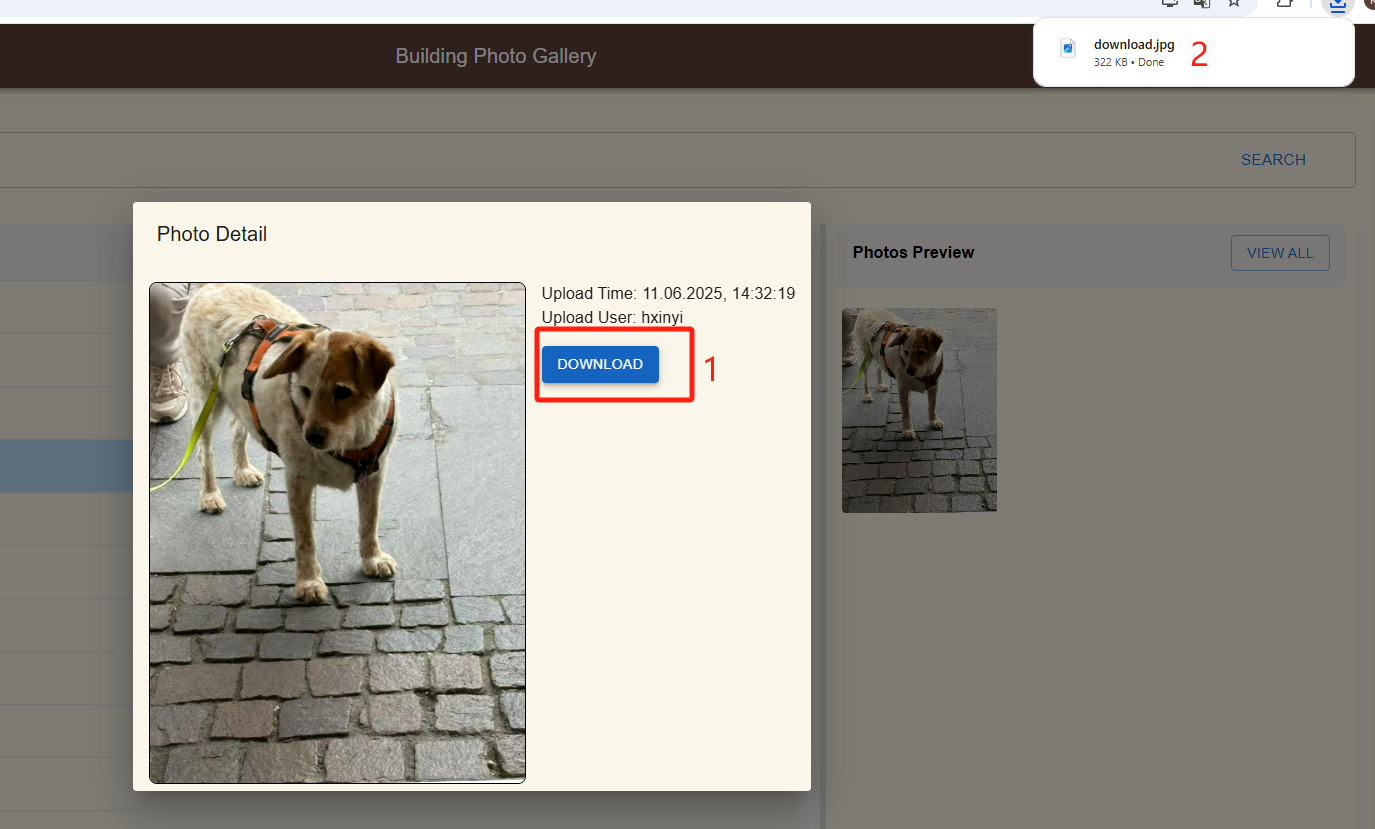 Building Photo Gallery
download.jpg
322 KB • Done
2
SEARCH
Photo Detail
Upload Time: 11.06.2025, 14:32:19
Upload User: hxinyi
DOWNLOAD
1
Photos Preview
VIEW ALL